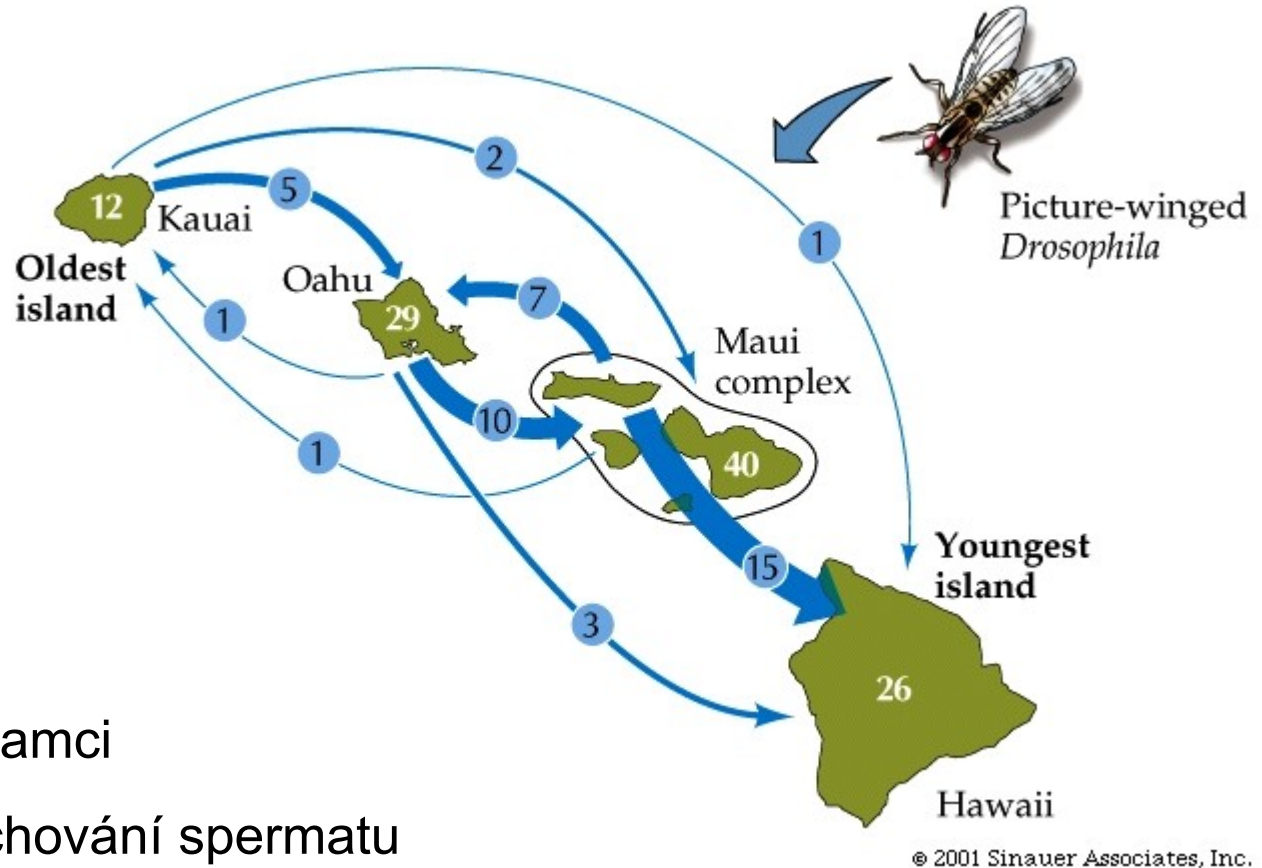 2
5
12
Kauai
1
Picture-winged
Drosophila
Oldest
island
Oahu
7
29
1
Maui
complex
10
40
1
Youngest
island
15
3
26
amci
Hawaii
chování spermatu
© 2001 Sinauer Associates, Inc.